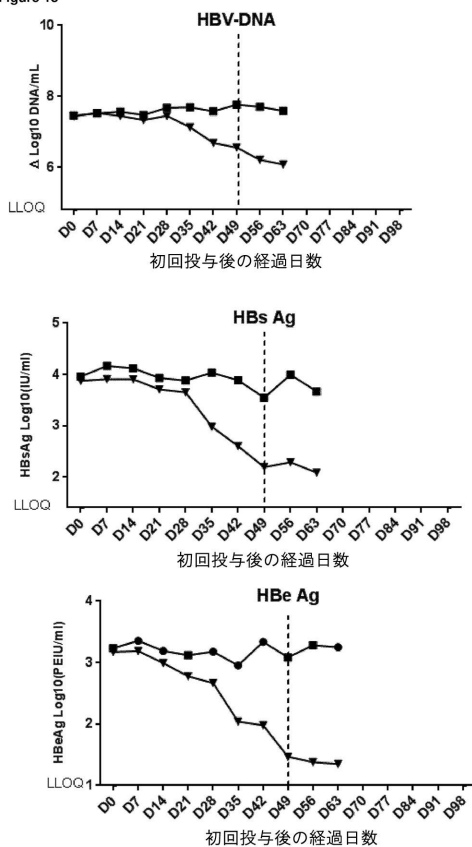 HBV-DNA
Δ Log10 DNA/mL
10
8
6
LLOQ
D0 D7 D14 D21 D28 D35 D42 D49 D56 D63 D70 D77 D84 D91 D98
初回投与後の経過日数
HBs Ag
HBsAg Log10(IU/ml)
5
4
3
2
LLOQ
D0 D7 D14 D21 D28 D35 D42 D49 D56 D63 D70 D77 D84 D91 D98
初回投与後の経過日数
HBe Ag
HBeAg Log10(PEIU/ml)
4
3
2
LLOQ 1
D0 D7 D14 D21 D28 D35 D42 D49 D56 D63 D70 D77 D84 D91 D98
初回投与後の経過日数